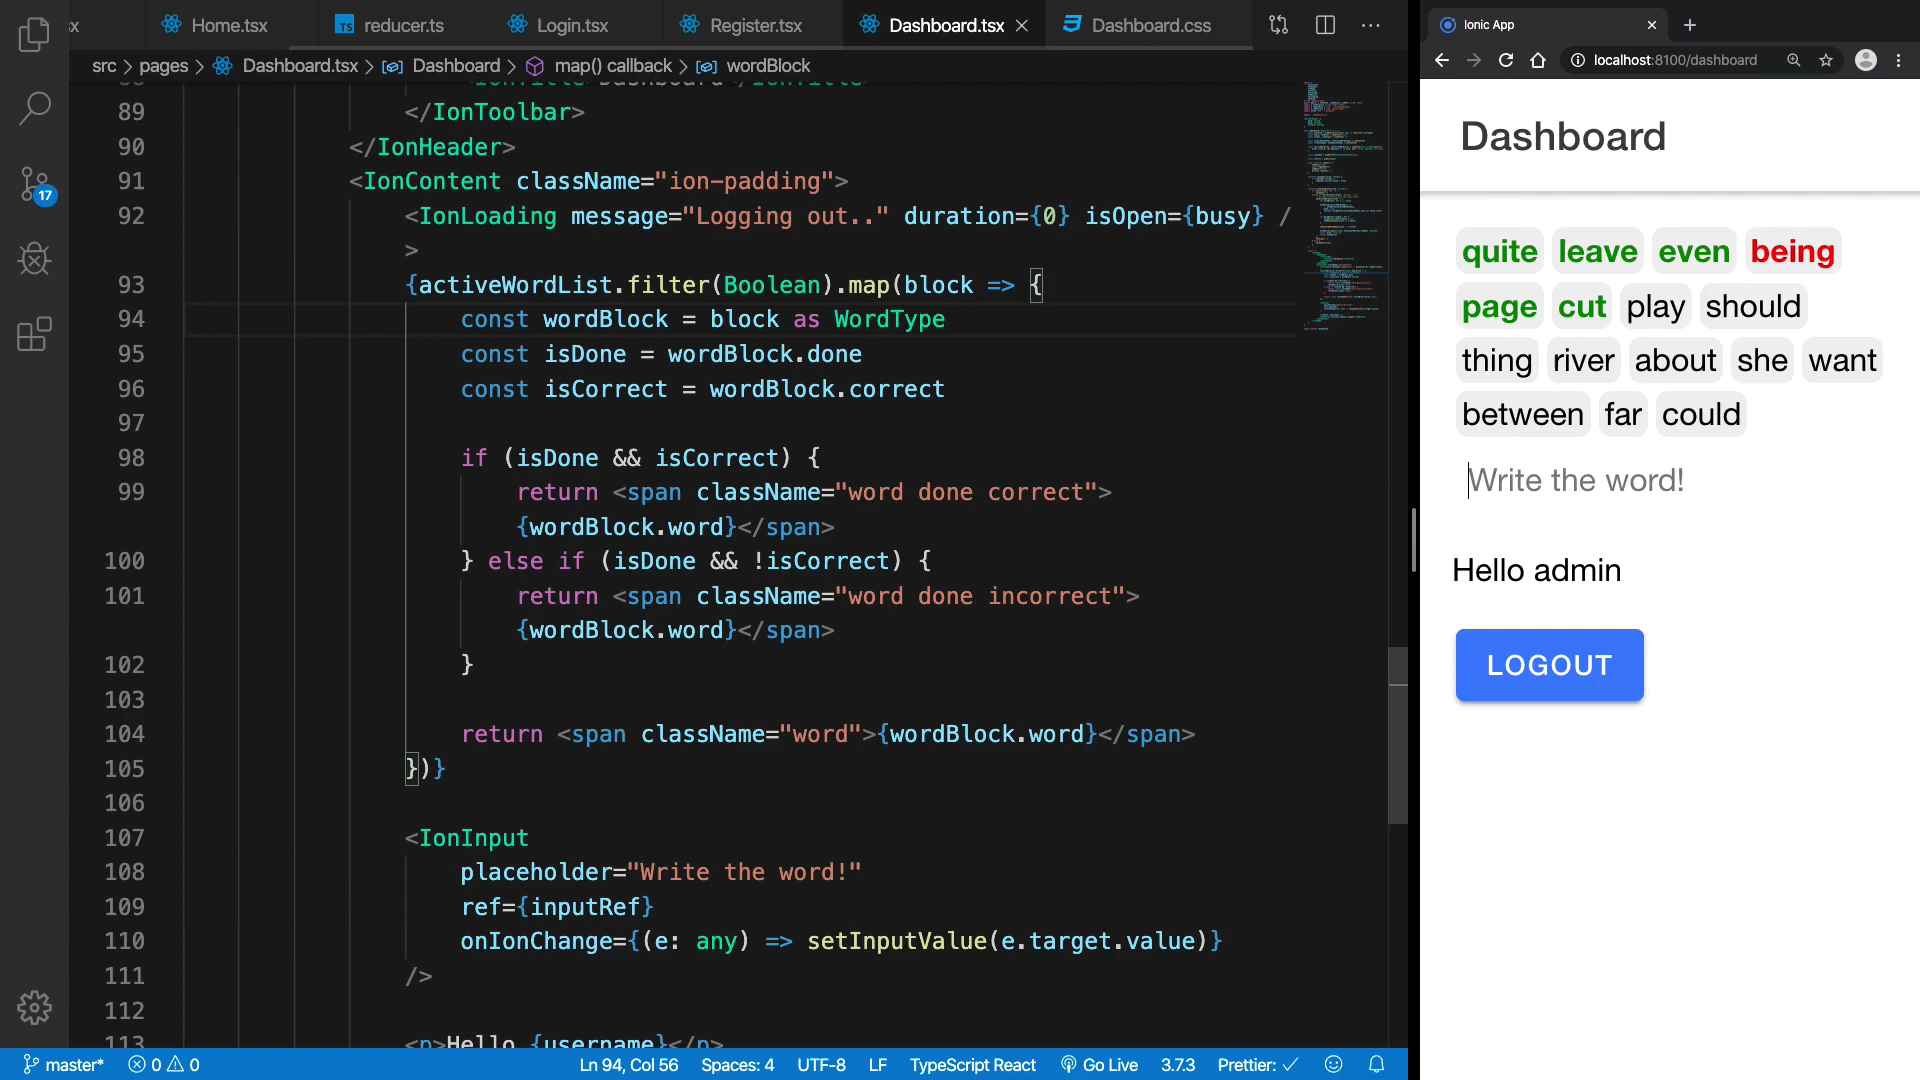 sx
Home.tsx
reducer.ts
Login.tsx
Register.tsx
Dashboard.tsx
Dashboard.css
src > pages > Dashboard.tsx > Dashboard > map() callback > wordBlock
89 </IonToolbar>
90 </IonHeader>
91 <IonContent className="ion-padding">
92 <IonLoading message="Logging out.." duration={0} isOpen={busy} /
>
93 {activeWordList.filter(Boolean).map(block => {
94 const wordBlock = block as WordType
95 const isDone = wordBlock.done
96 const isCorrect = wordBlock.correct
97
98 if (isDone && isCorrect) {
99 return <span className="word done correct">
{wordBlock.word}</span>
100 } else if (isDone && !isCorrect) {
101 return <span className="word done incorrect">
{wordBlock.word}</span>
102 }
103
104 return <span className="word">{wordBlock.word}</span>
105 })}
106
107 <IonInput
108 placeholder="Write the word!"
109 ref={inputRef}
110 onIonChange={(e: any) => setInputValue(e.target.value)}
111 />
112
113 <p>Hello {username}</p>
17
master* 0 0 Ln 94, Col 56 Spaces: 4 UTF-8 LF TypeScript React Go Live 3.7.3 Prettier: ✓
Ionic App
localhost:8100/dashboard
Dashboard
quite leave even being
page cut play should
thing river about she want
between far could
Write the word!
Hello admin
LOGOUT